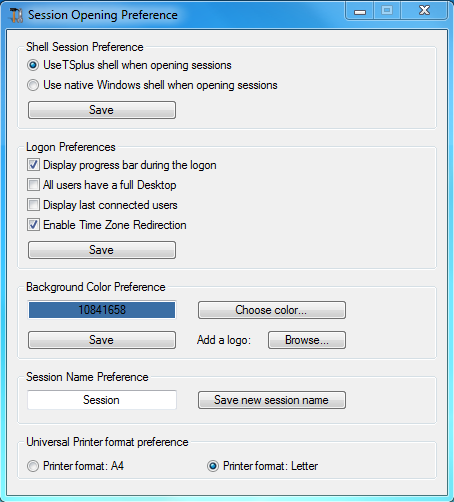 Session Opening Preference
Shell Session Preference
Use TSplus shell when opening sessions
Use native Windows shell when opening sessions
Save
Logon Preferences
Display progress bar during the logon
All users have a full Desktop
Display last connected users
Enable Time Zone Redirection
Save
Background Color Preference
10841658 Choose color...
Save Add a logo: Browse...
Session Name Preference
Session Save new session name
Universal Printer format preference
Printer format: A4 Printer format: Letter